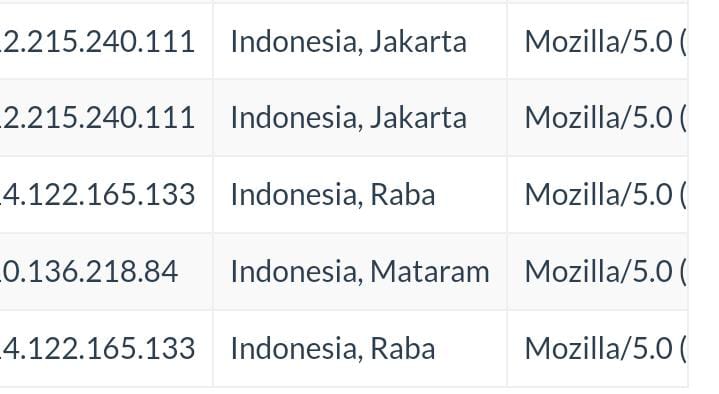 2.215.240.111 Indonesia, Jakarta Mozilla/5.0 (
2.215.240.111 Indonesia, Jakarta Mozilla/5.0 (
4.122.165.133 Indonesia, Raba Mozilla/5.0 (
0.136.218.84 Indonesia, Mataram Mozilla/5.0 (
4.122.165.133 Indonesia, Raba Mozilla/5.0 (